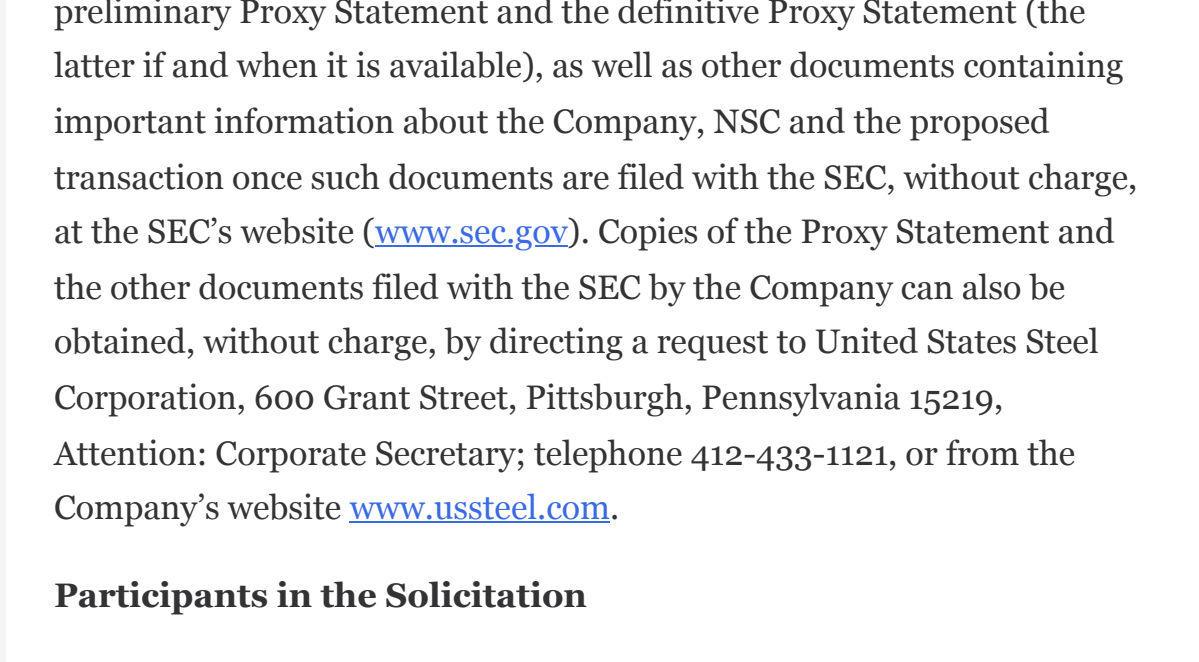 preliminary Proxy Statement and the definitive Proxy Statement (the
latter if and when it is available), as well as other documents containing
important information about the Company, NSC and the proposed
transaction once such documents are filed with the SEC, without charge,
at the SEC’s website (www.sec.gov). Copies of the Proxy Statement and
the other documents filed with the SEC by the Company can also be
obtained, without charge, by directing a request to United States Steel
Corporation, 600 Grant Street, Pittsburgh, Pennsylvania 15219,
Attention: Corporate Secretary; telephone 412-433-1121, or from the
Company’s website www.ussteel.com.
Participants in the Solicitation